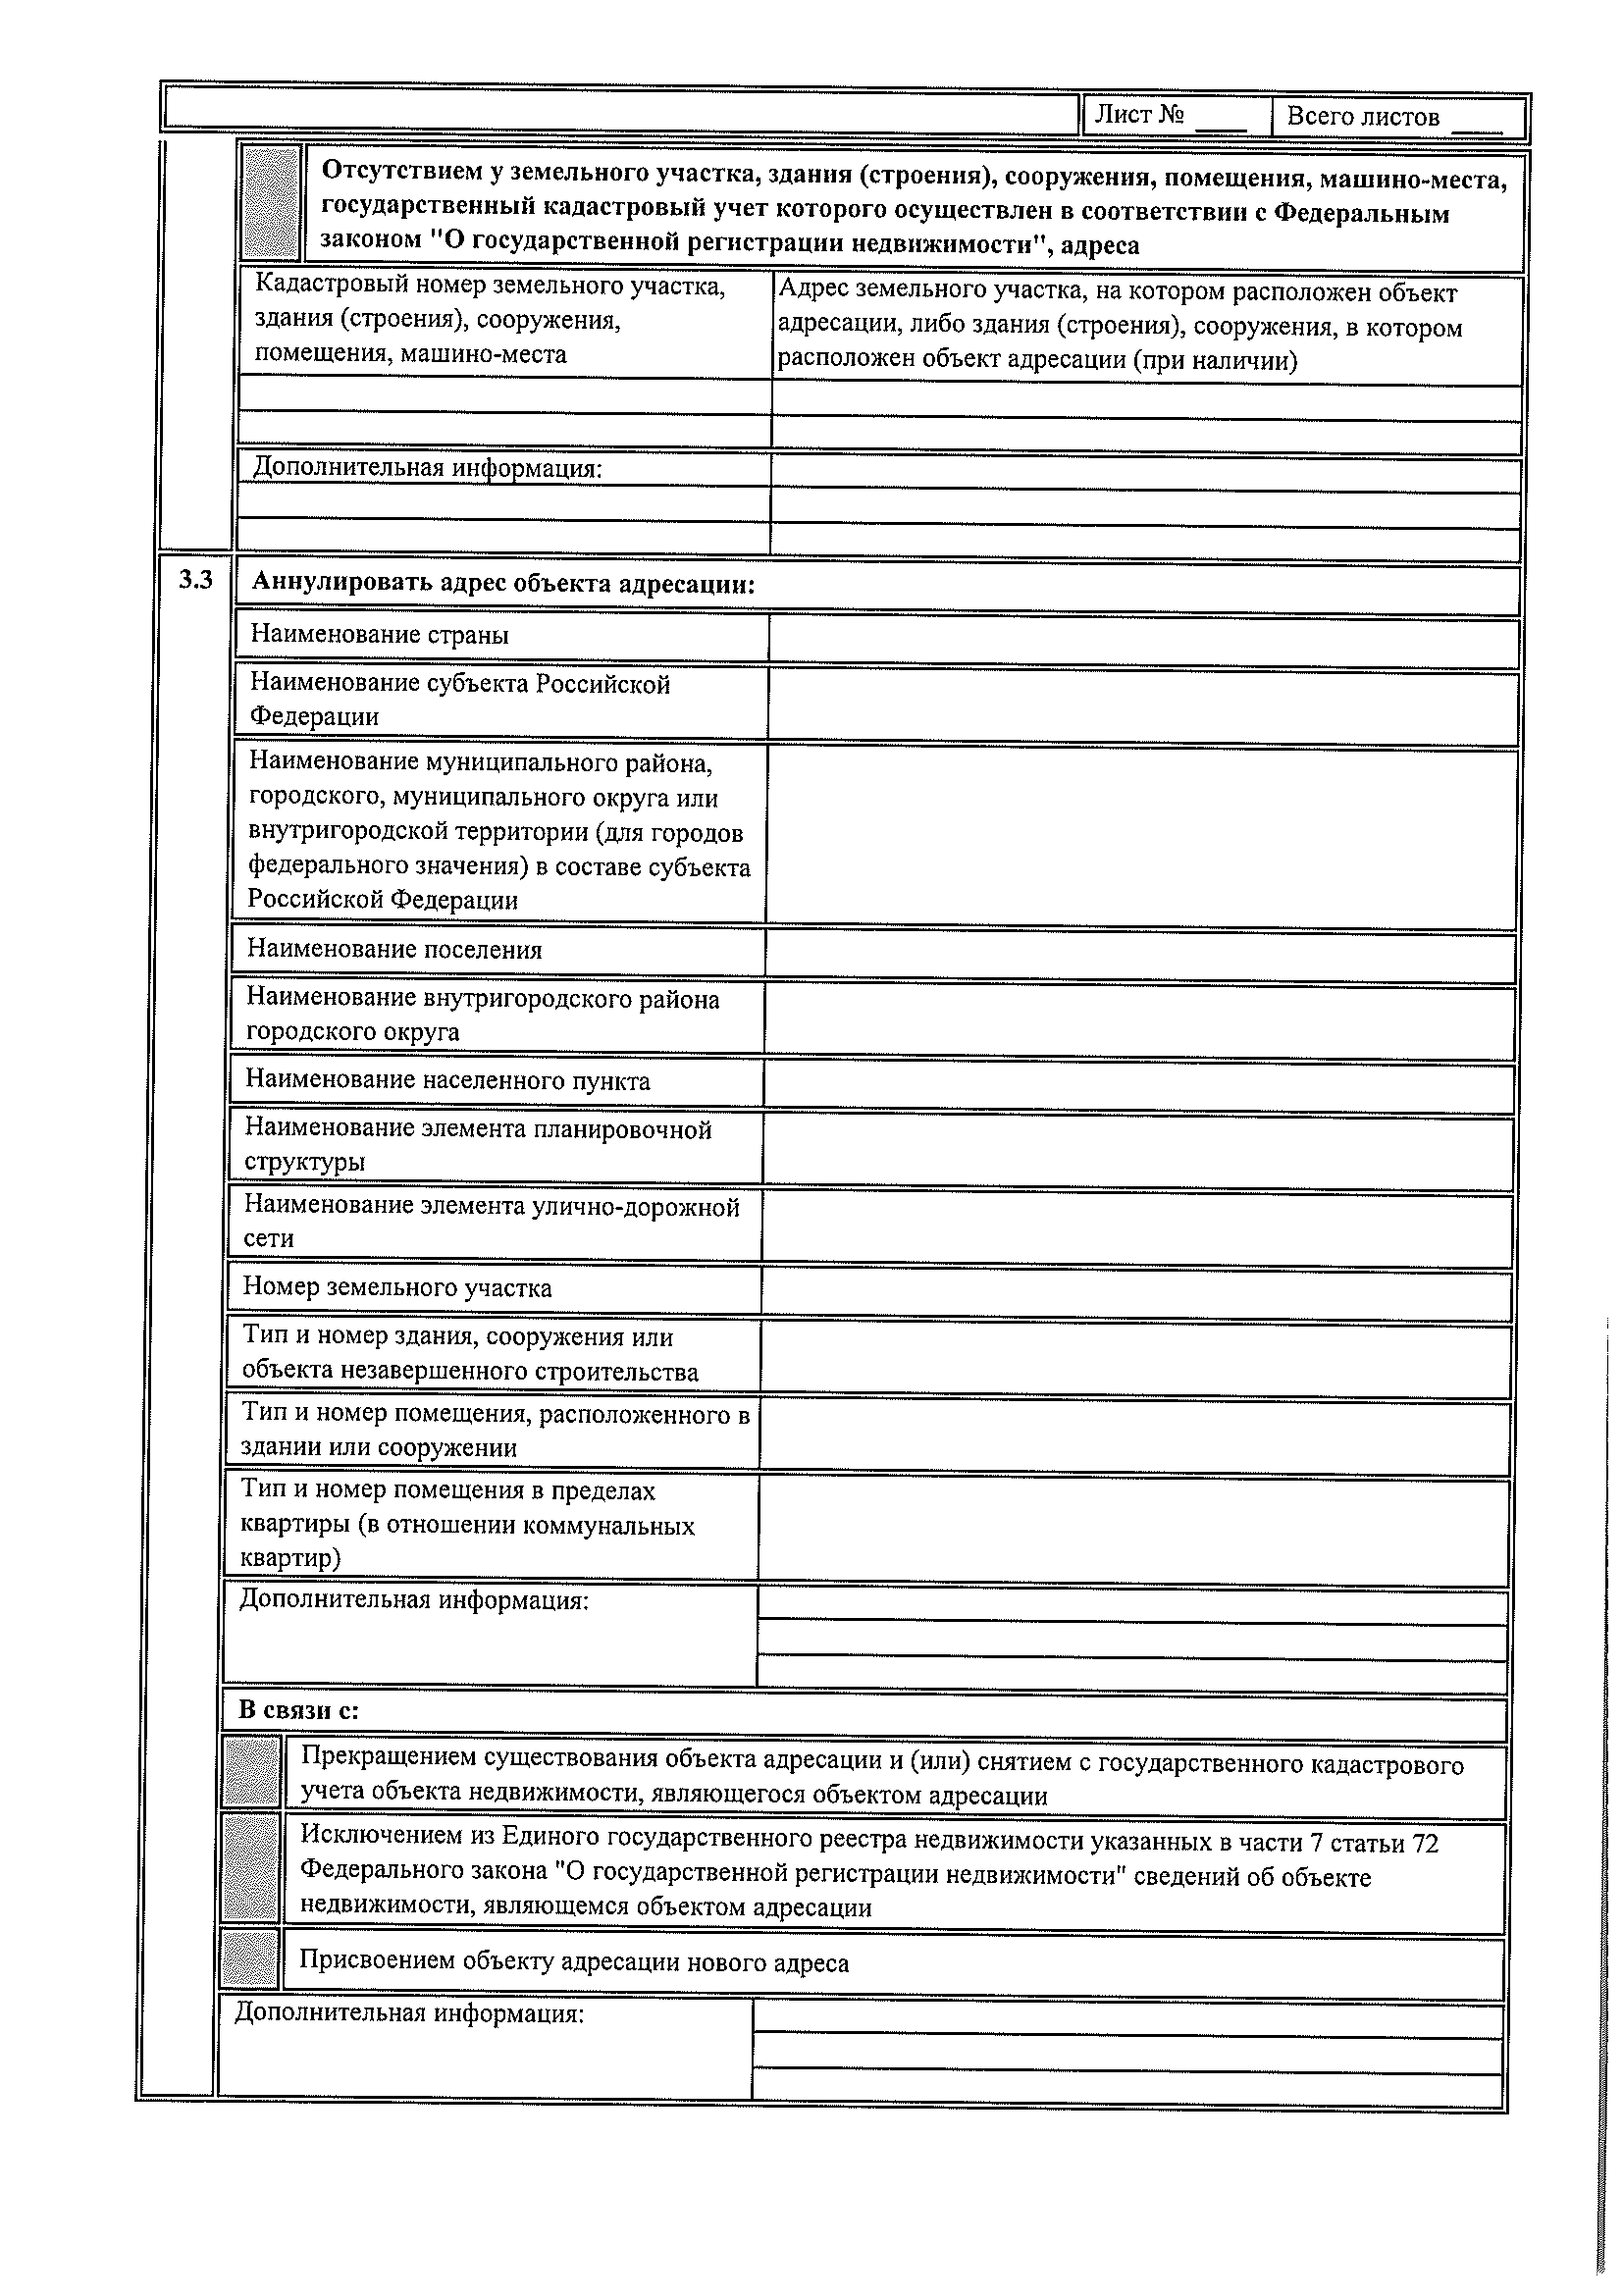 Лист № ____ Всего листов ____
Отсутствием у земельного участка, здания (строения), сооружения, помещения, машино-места,
государственный кадастровый учет которого осуществлен в соответствии с Федеральным
законом "О государственной регистрации недвижимости", адреса
Кадастровый номер земельного участка,
здания (строения), сооружения,
помещения, машино-места
Адрес земельного участка, на котором расположен объект
адресации, либо здания (строения), сооружения, в котором
расположен объект адресации (при наличии)
Дополнительная информация:
3.3 Аннулировать адрес объекта адресации:
Наименование страны
Наименование субъекта Российской
Федерации
Наименование муниципального района,
городского, муниципального округа или
внутригородской территории (для городов
федерального значения) в составе субъекта
Российской Федерации
Наименование поселения
Наименование внутригородского района
городского округа
Наименование населенного пункта
Наименование элемента планировочной
структуры
Наименование элемента улично-дорожной
сети
Номер земельного участка
Тип и номер здания, сооружения или
объекта незавершенного строительства
Тип и номер помещения, расположенного в
здании или сооружении
Тип и номер помещения в пределах
квартиры (в отношении коммунальных
квартир)
Дополнительная информация:
В связи с:
Прекращением существования объекта адресации и (или) снятием с государственного кадастрового
учета объекта недвижимости, являющегося объектом адресации
Исключением из Единого государственного реестра недвижимости указанных в части 7 статьи 72
Федерального закона "О государственной регистрации недвижимости" сведений об объекте
недвижимости, являющемся объектом адресации
Присвоением объекту адресации нового адреса
Дополнительная информация: